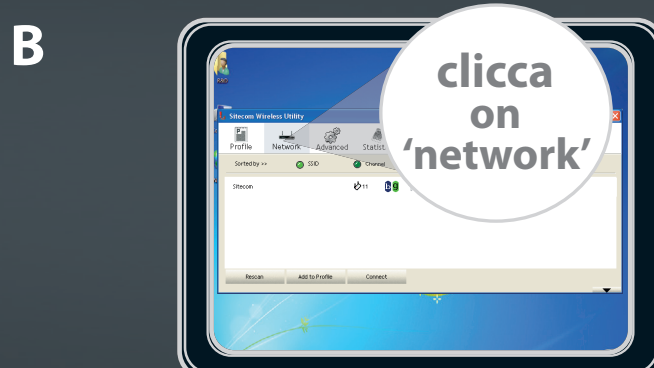 B
clicca
on
'network'
Sitecom Wireless Utility
Profile Network Advanced Statist
Sorted by >> SSID Channel
Sitecom 11 b g
Rescan Add to Profile Connect